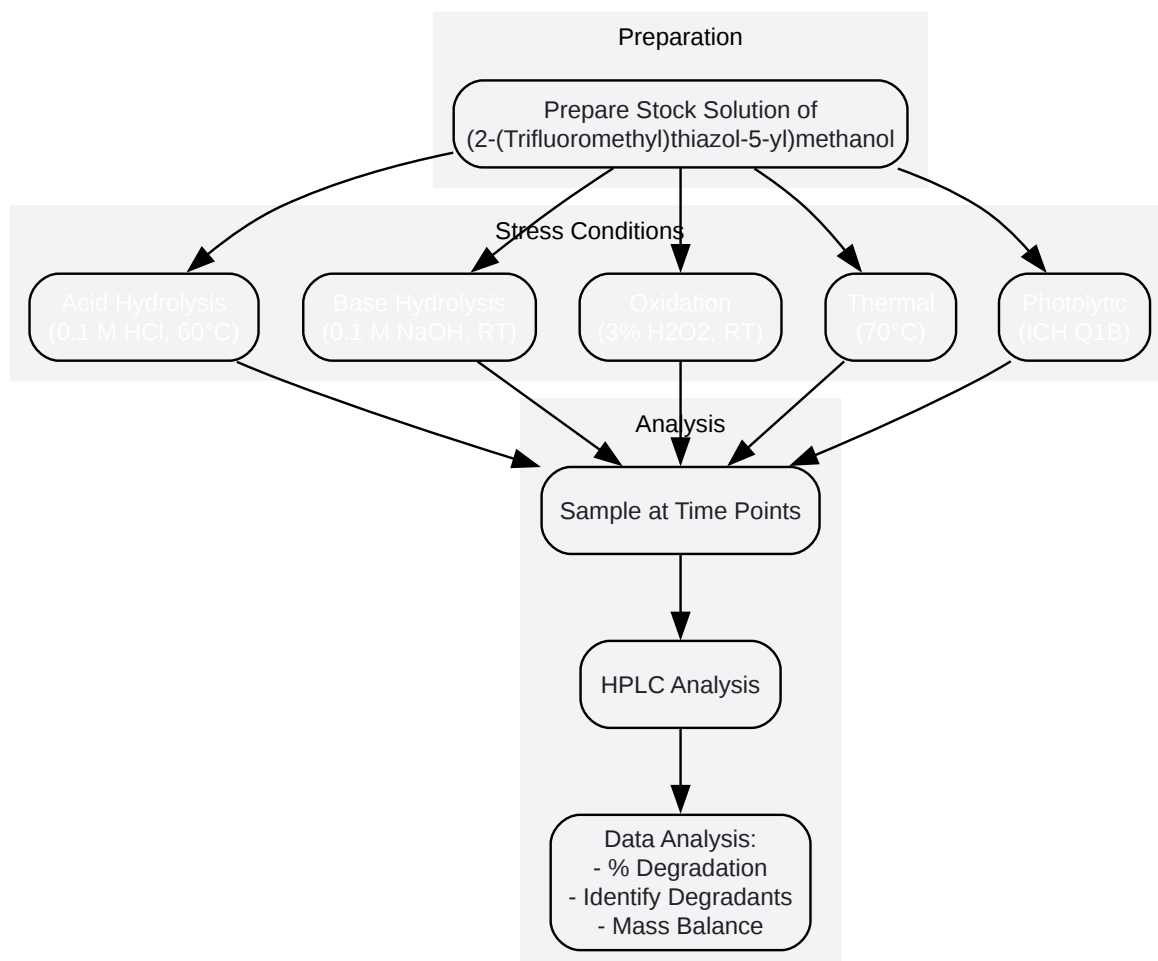 Preparation
Prepare Stock Solution of
(2-(Trifluoromethyl)thiazol-5-yl)methanol
Stress Conditions
Acid Hydrolysis
(0.1 M HCl, 60°C)
Base Hydrolysis
(0.1 M NaOH, RT)
Oxidation
(3% H2O2, RT)
Thermal
(70°C)
Photolytic
(ICH Q1B)
Analysis
Sample at Time Points
HPLC Analysis
Data Analysis:
- % Degradation
- Identify Degradants
- Mass Balance